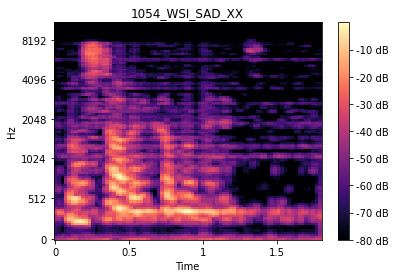 1054_WSI_SAD_XX
8192
4096
2048
1024
512
0
Hz
0
0.5
1
1.5
Time
-10 dB
-20 dB
-30 dB
-40 dB
-50 dB
-60 dB
-70 dB
-80 dB